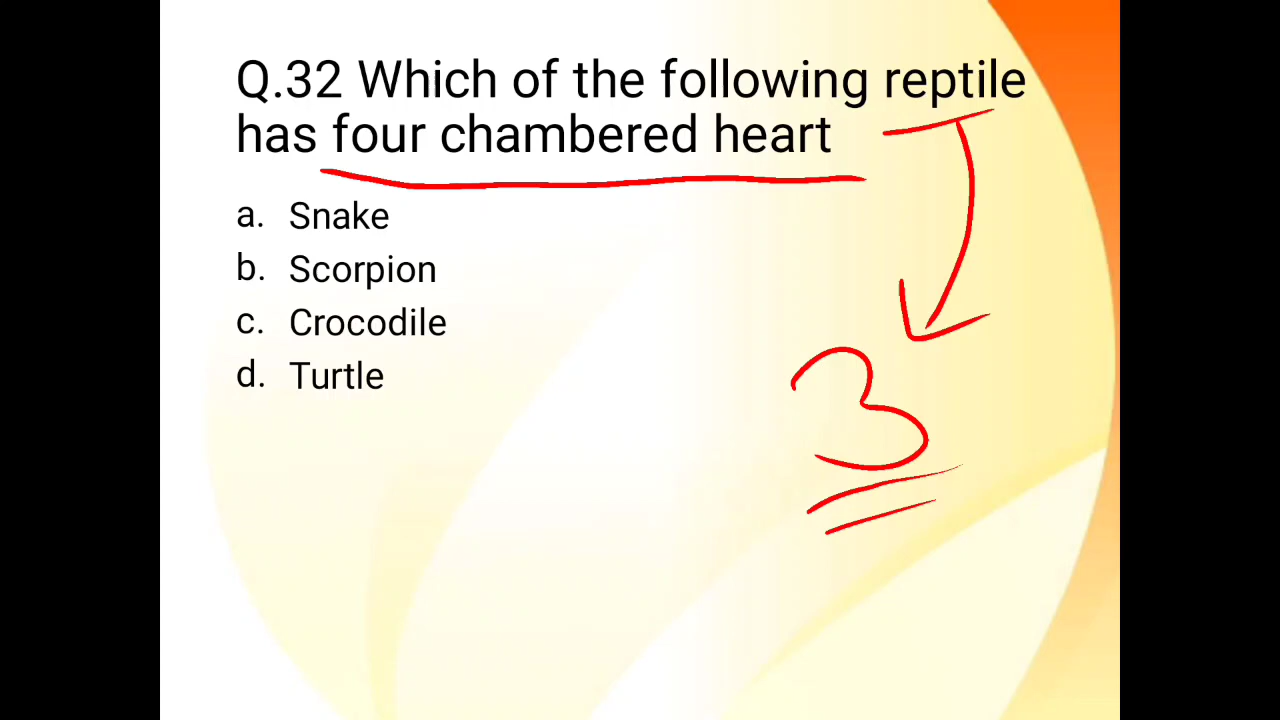 Q.32 Which of the following reptile
has four chambered heart
a. Snake
b. Scorpion
c. Crocodile
d. Turtle
3